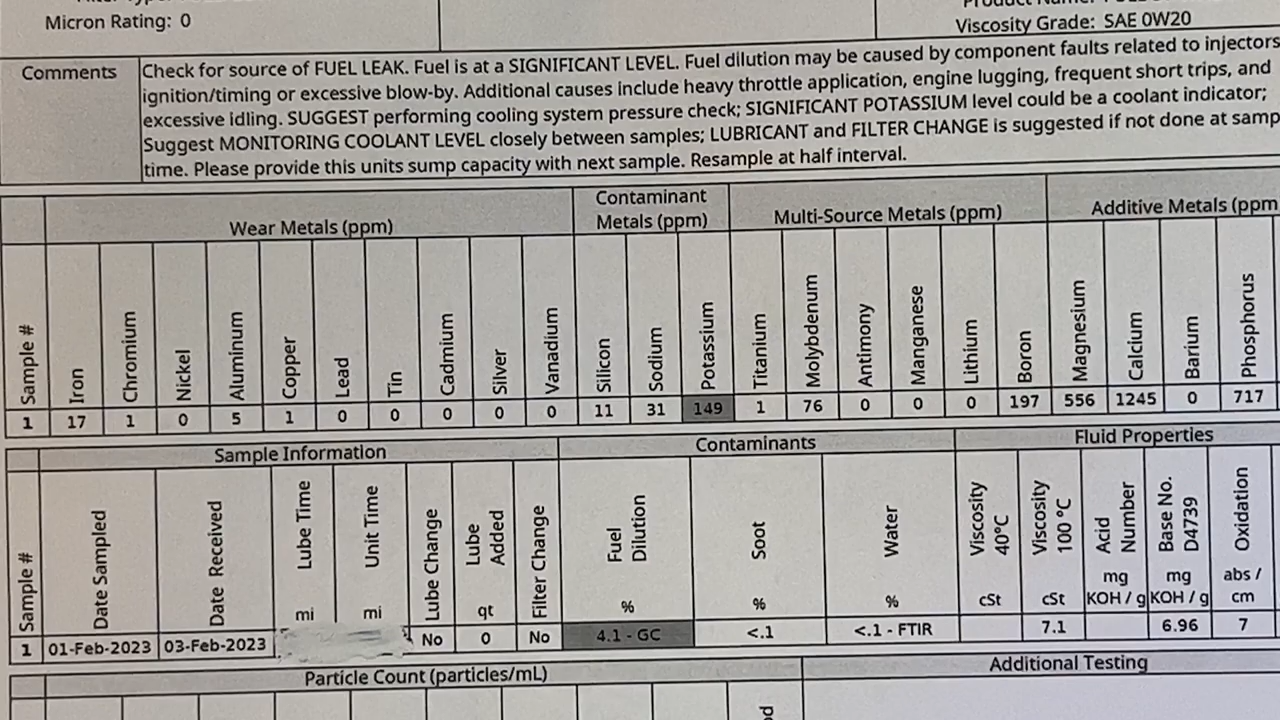 Micron Rating: 0
Viscosity Grade: SAE 0W20
Comments
Check for source of FUEL LEAK. Fuel is at a SIGNIFICANT LEVEL. Fuel dilution may be caused by component faults related to injectors
ignition/timing or excessive blow-by. Additional causes include heavy throttle application, engine lugging, frequent short trips, and
excessive idling. SUGGEST performing cooling system pressure check; SIGNIFICANT POTASSIUM level could be a coolant indicator;
Suggest MONITORING COOLANT LEVEL closely between samples; LUBRICANT and FILTER CHANGE is suggested if not done at samp
time. Please provide this units sump capacity with next sample. Resample at half interval.
Wear Metals (ppm)
Contaminant
Metals (ppm)
Multi-Source Metals (ppm)
Additive Metals (ppm
Sample # Iron Chromium Nickel Aluminum Copper Lead Tin Cadmium Silver Vanadium Silicon Sodium Potassium Titanium Molybdenum Antimony Manganese Lithium Boron Magnesium Calcium Barium Phosphorus
1 17 1 0 5 1 0 0 0 0 0 11 31 149 1 76 0 0 0 197 556 1245 0 717
Sample Information
Contaminants
Fluid Properties
Sample #
Date Sampled
Date Received
Lube Time
mi
Unit Time
mi
Lube Change
Lube
Added
qt
Filter Change
Fuel
Dilution
%
Soot
%
Water
%
Viscosity
40°C
cSt
Viscosity
100 °C
cSt
Acid
Number
mg
KOH / g
Base No.
D4739
mg
KOH / g
Oxidation
abs /
cm
1 01-Feb-2023 03-Feb-2023 No 0 No 4.1 - GC <.1 <.1 - FTIR 7.1 6.96 7
Particle Count (particles/mL)
Additional Testing